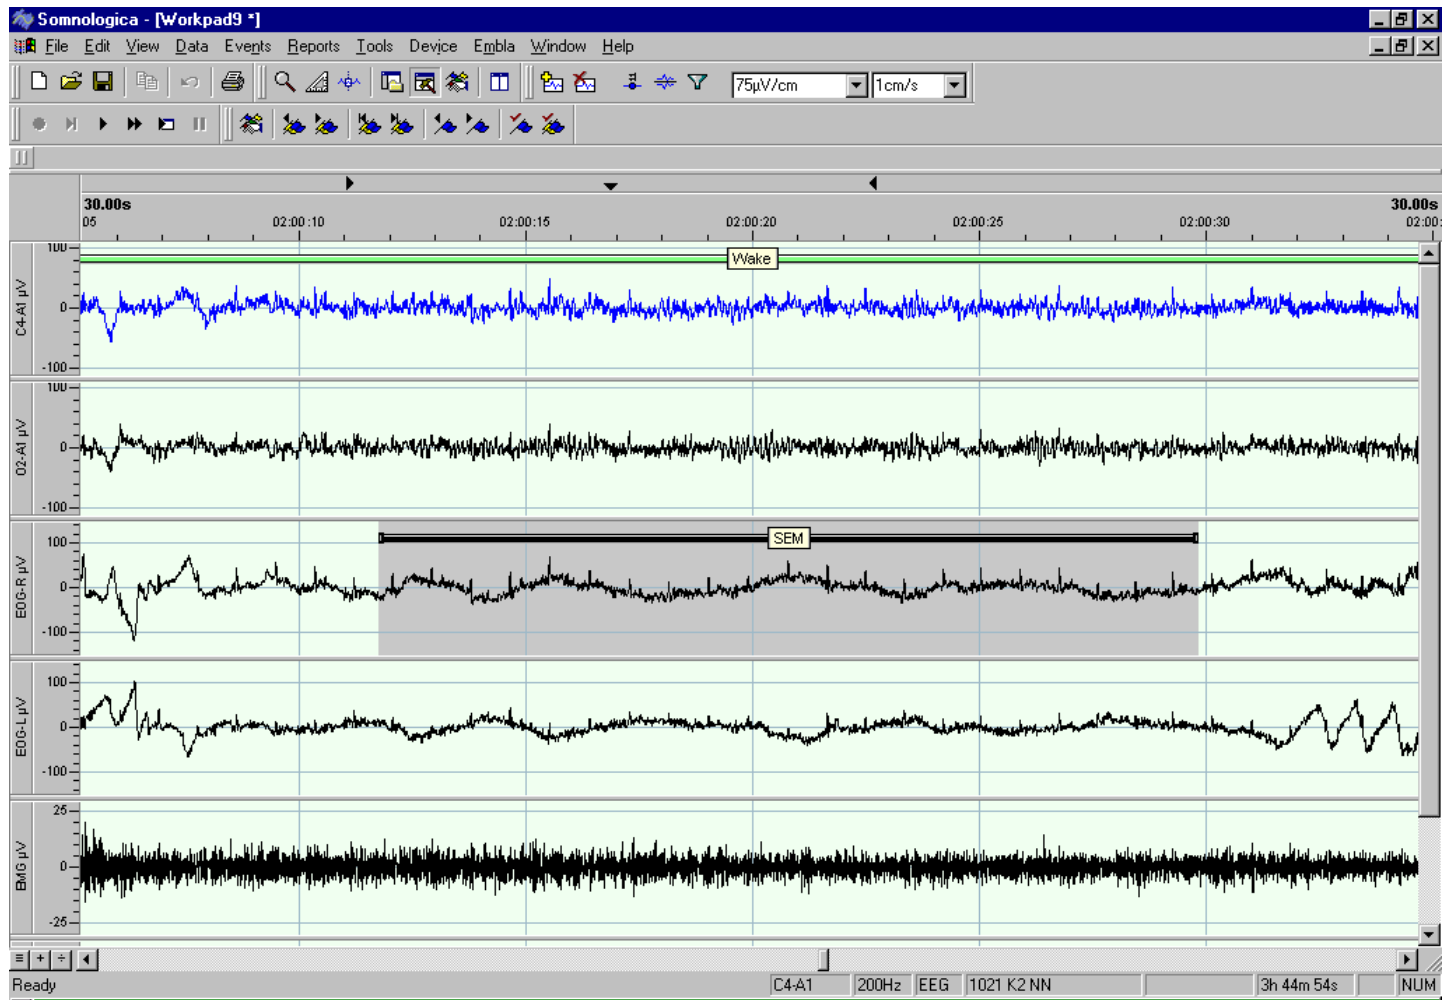 Somnologica - [Workpad9 *]
File Edit View Data Events Reports Tools Device Embla Window Help
75µV/cm 1cm/s
30.00s 30.00s
05 02:00:10 02:00:15 02:00:20 02:00:25 02:00:30 02:00:
Wake
100
0
-100
C4-A1 µV
100
0
-100
O2-A1 µV
SEM
100
0
-100
EOG-R µV
100
0
-100
EOG-L µV
25
0
-25
EMG µV
Ready C4-A1 200Hz EEG 1021 K2 NN 3h 44m 54s NUM